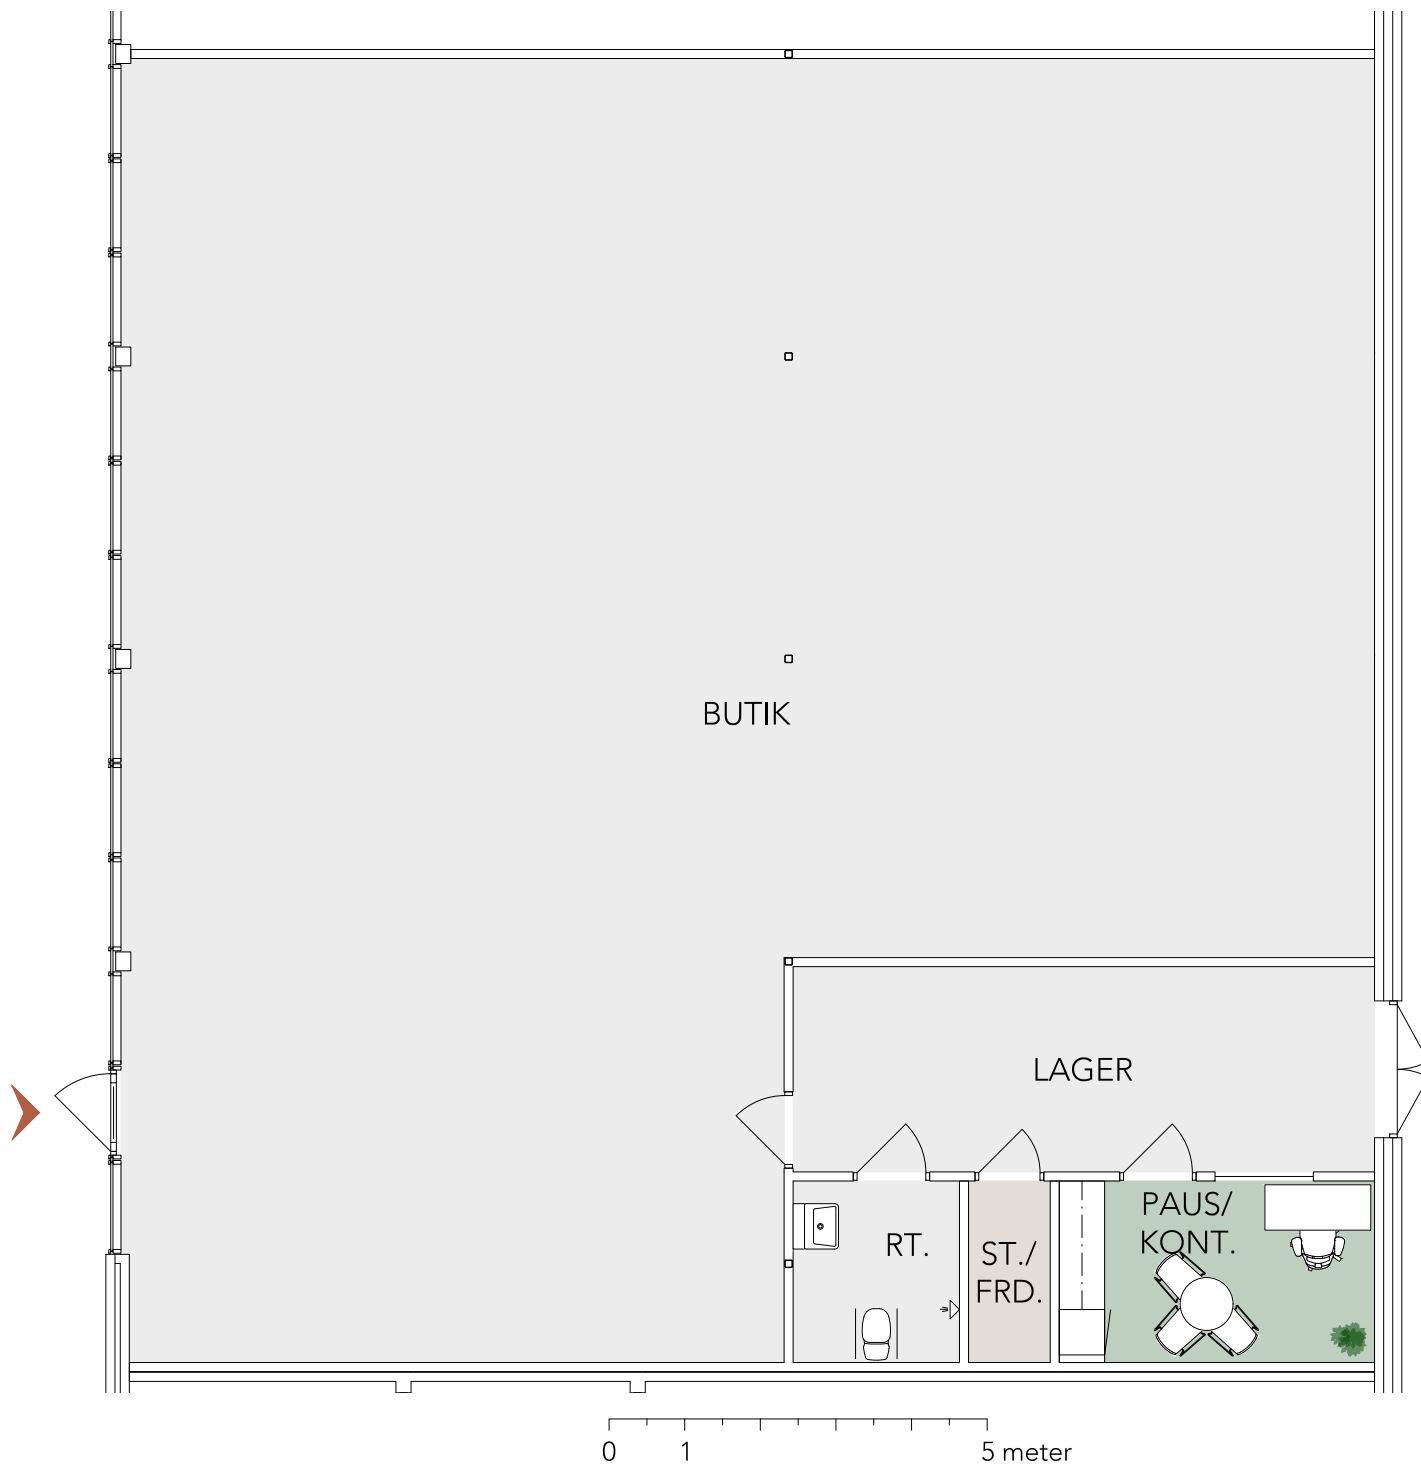 BUTIK
LAGER
PAUS/
KONT.
RT.
ST./
FRD.
0 1 5 meter